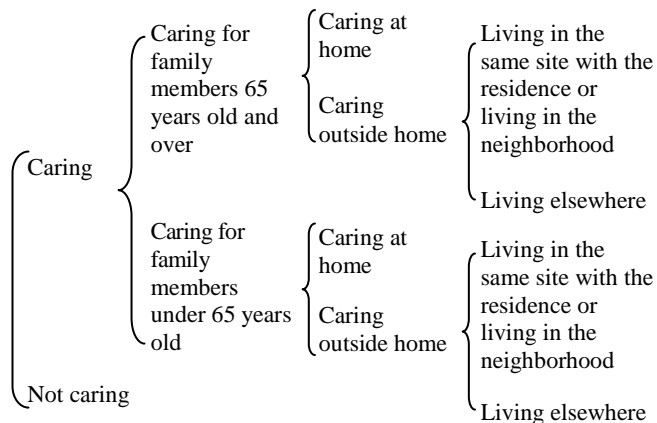 Caring
Not caring
Caring for
family
members 65
years old and
over
Caring at
home
Caring
outside home
Living in the
same site with the
residence or
living in the
neighborhood
Living elsewhere
Caring for
family
members
under 65 years
old
Caring at
home
Caring
outside home
Living in the
same site with the
residence or
living in the
neighborhood
Living elsewhere